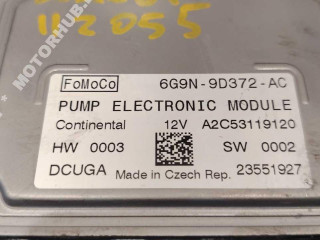 112055
FoMoCo 6G9N-9D372-AC
PUMP ELECTRONIC MODULE
Continental 12V A2C53119120
HW 0003 SW 0002
DCUGA Made in Czech Rep. 23551927